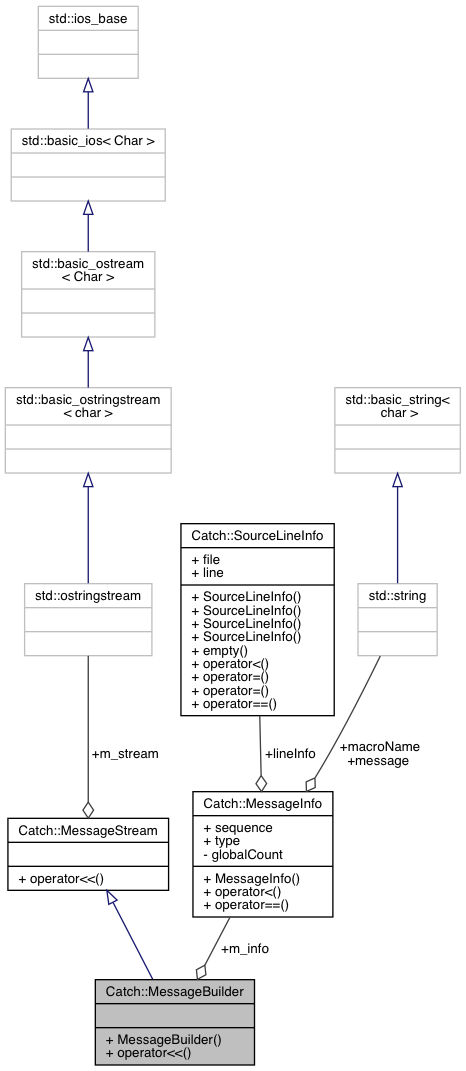 std::ios_base
std::basic_ios< Char >
std::basic_ostream
< Char >
std::basic_ostringstream
< char >
std::basic_string<
char >
Catch::SourceLineInfo
+ file
+ line
+ SourceLineInfo()
+ SourceLineInfo()
+ SourceLineInfo()
+ SourceLineInfo()
+ empty()
+ operator<()
+ operator=()
+ operator=()
+ operator==()
std::ostringstream
std::string
+m_stream
+lineInfo
+macroName
+message
Catch::MessageStream
+ operator<<()
Catch::MessageInfo
+ sequence
+ type
- globalCount
+ MessageInfo()
+ operator<()
+ operator==()
+m_info
Catch::MessageBuilder
+ MessageBuilder()
+ operator<<()